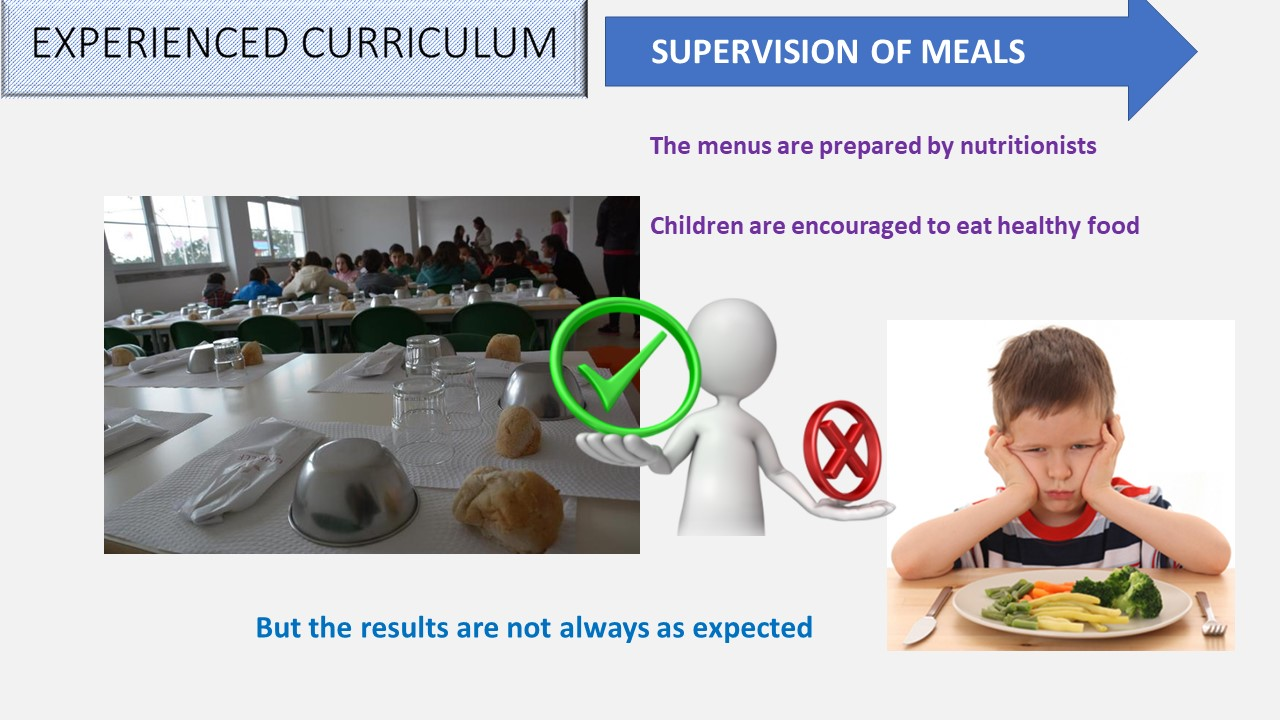 EXPERIENCED CURRICULUM
SUPERVISION OF MEALS
The menus are prepared by nutritionists
Children are encouraged to eat healthy food
But the results are not always as expected